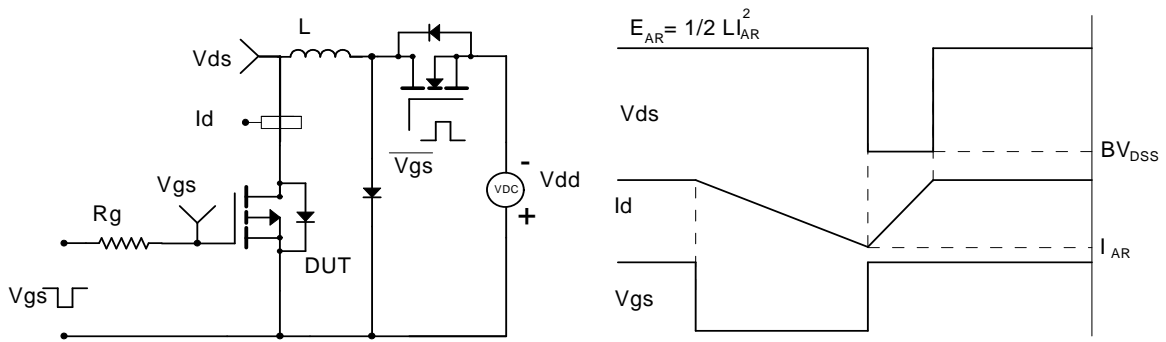 L
Vds
Id
Vgs
Rg
Vgs
DUT
Vgs
VDC
-
+
Vdd
E_AR = 1/2 LI_AR^2
Vds
BV_DSS
Id
I_AR
Vgs